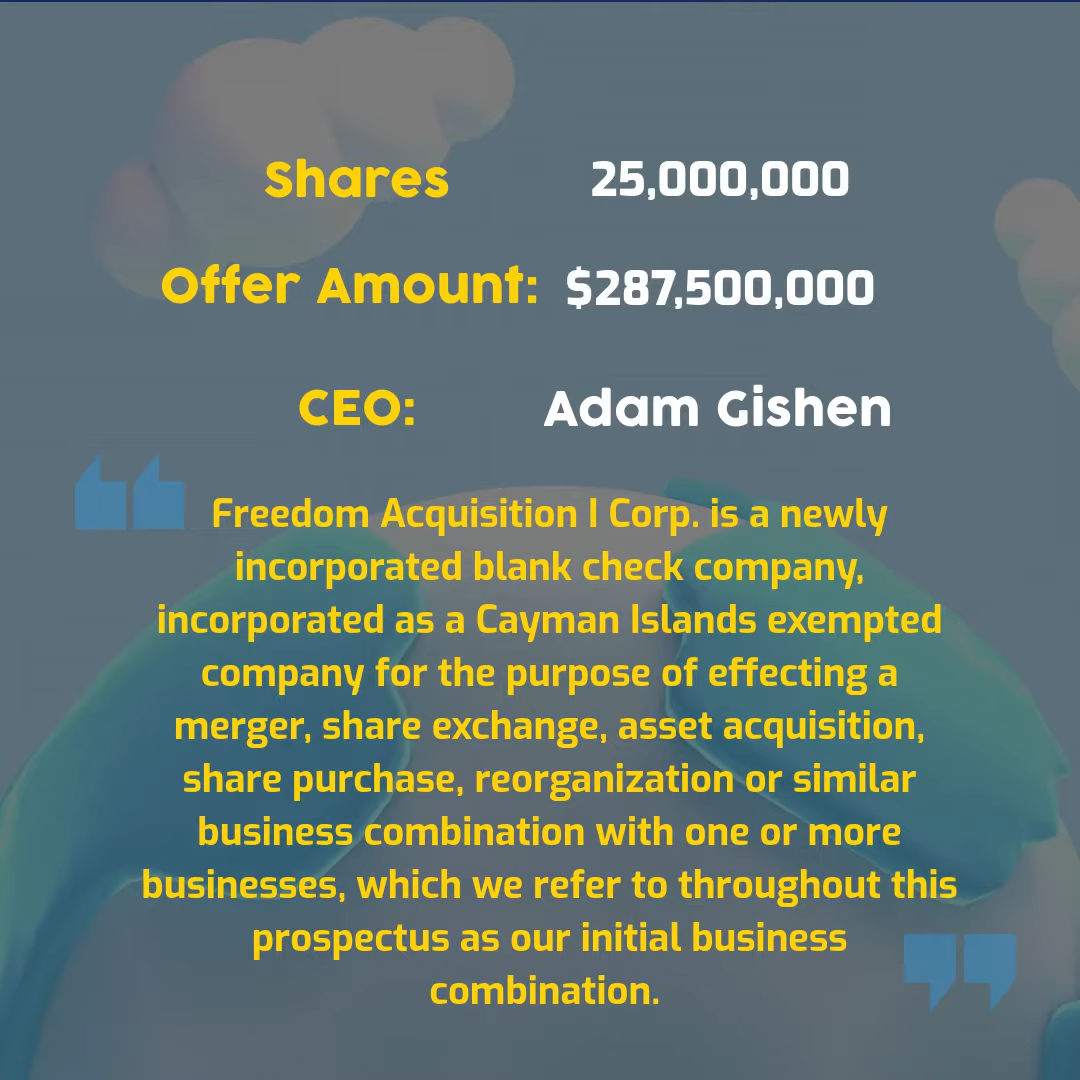 Shares 25,000,000
Offer Amount: $287,500,000
CEO: Adam Gishen
“ Freedom Acquisition I Corp. is a newly
incorporated blank check company,
incorporated as a Cayman Islands exempted
company for the purpose of effecting a
merger, share exchange, asset acquisition,
share purchase, reorganization or similar
business combination with one or more
businesses, which we refer to throughout this
prospectus as our initial business
combination. ”